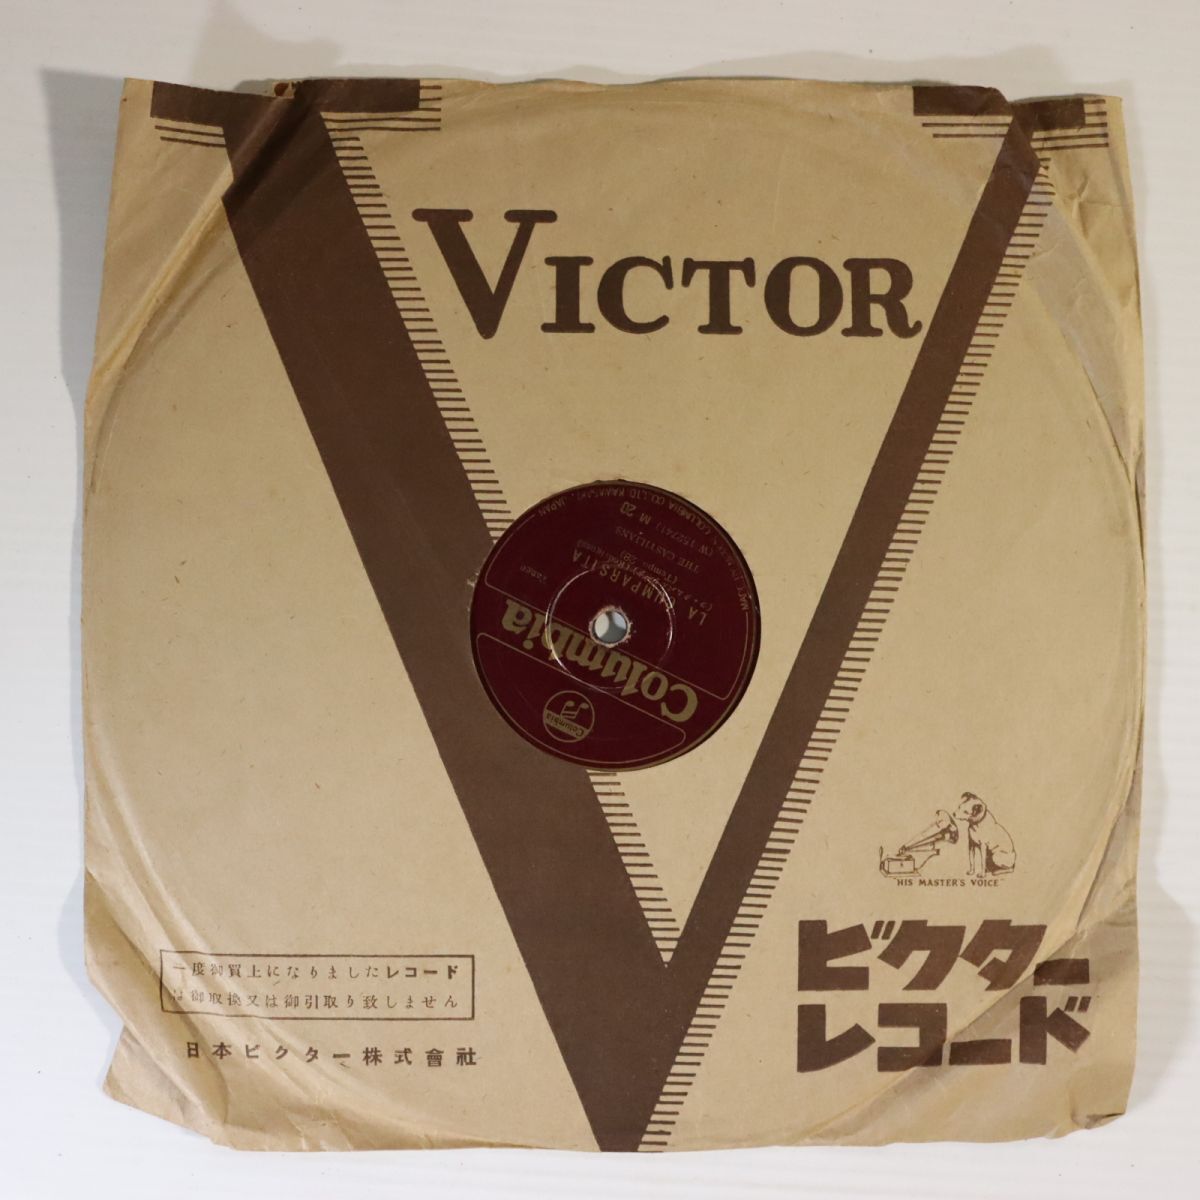 VICTOR
Columbia
Columbia
Tango
LA CUMPARSITA
THE CASTILIANS
(W 152741) M 20
"HIS MASTER'S VOICE"
ビクター
レコード
一度御買上になりましたレコード
は御取換又は御引取り致しません
日本ビクター株式會社